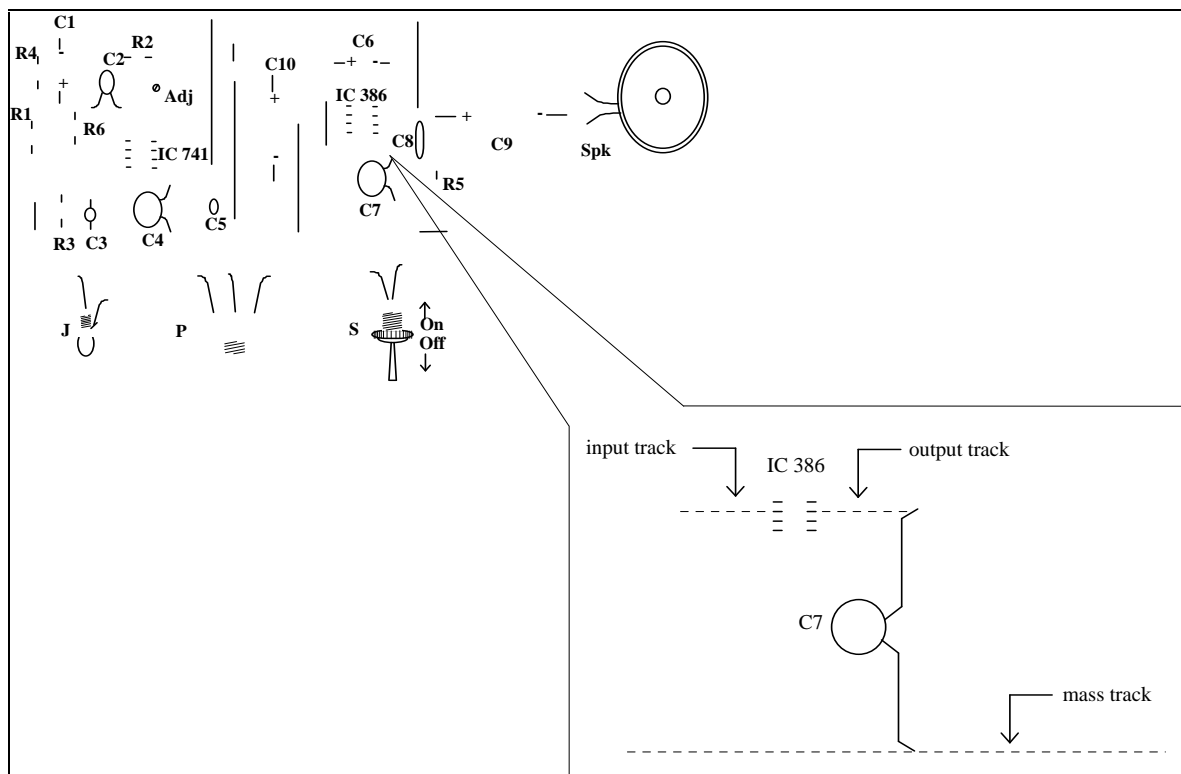 C1
R4
C2
R2
C6
C10
Adj
IC 386
R1
R6
IC 741
C8
C9
Spk
R5
C7
R3
C3
C4
C5
J
P
S
On
Off
input track
IC 386
output track
C7
mass track